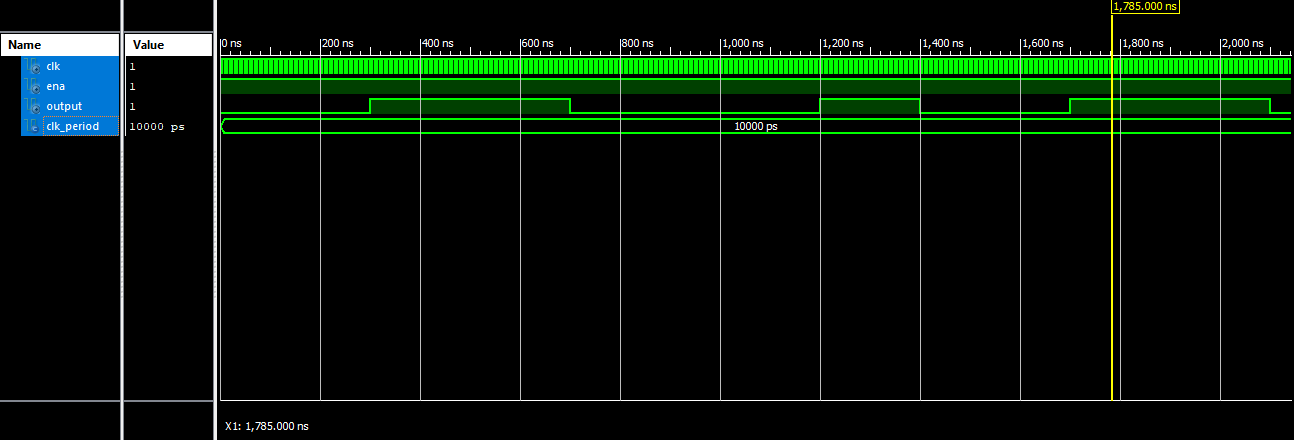 1,785.000 ns
Name Value
0 ns 200 ns 400 ns 600 ns 800 ns 1,000 ns 1,200 ns 1,400 ns 1,600 ns 1,800 ns 2,000 ns
clk 1
ena 1
output 1
clk_period 10000 ps 10000 ps
X1: 1,785.000 ns